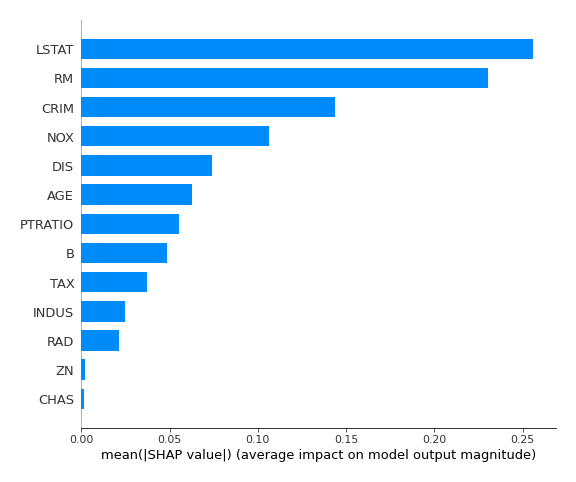 LSTAT
RM
CRIM
NOX
DIS
AGE
PTRATIO
B
TAX
INDUS
RAD
ZN
CHAS
0.00 0.05 0.10 0.15 0.20 0.25
mean(|SHAP value|) (average impact on model output magnitude)